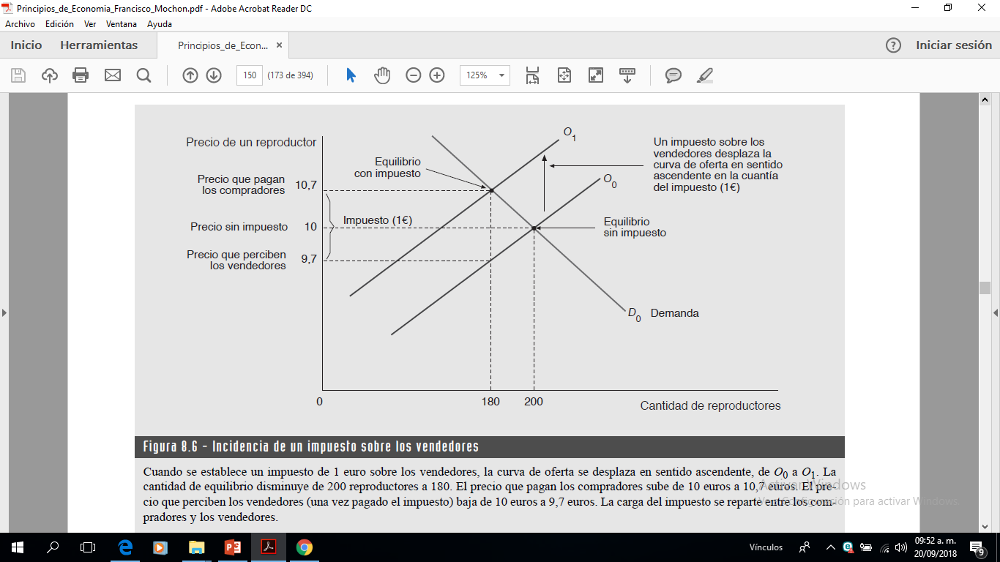 Principios_de_Economia_Francisco_Mochon.pdf - Adobe Acrobat Reader DC
Archivo Edición Ver Ventana Ayuda
Inicio Herramientas Principios_de_Econ... × ? Iniciar sesión
150 (173 de 394) 125%
Precio de un reproductor
O1
Un impuesto sobre los
vendedores desplaza la
curva de oferta en sentido
ascendente en la cuantía
del impuesto (1€)
Equilibrio
con impuesto
O0
Precio que pagan
los compradores
10,7
Impuesto (1€)
Precio sin impuesto 10
Equilibrio
sin impuesto
Precio que perciben
los vendedores
9,7
D0 Demanda
0 180 200
Cantidad de reproductores
Figura 8.6 - Incidencia de un impuesto sobre los vendedores
Cuando se establece un impuesto de 1 euro sobre los vendedores, la curva de oferta se desplaza en sentido ascendente, de O0 a O1. La
cantidad de equilibrio disminuye de 200 reproductores a 180. El precio que pagan los compradores sube de 10 euros a 10,7 euros. El pre-
cio que perciben los vendedores (una vez pagado el impuesto) baja de 10 euros a 9,7 euros. La carga del impuesto se reparte entre los com-
pradores y los vendedores.
Activar Windows
Ve a Configuración para activar Windows.
Vínculos
09:52 a. m.
20/09/2018
9